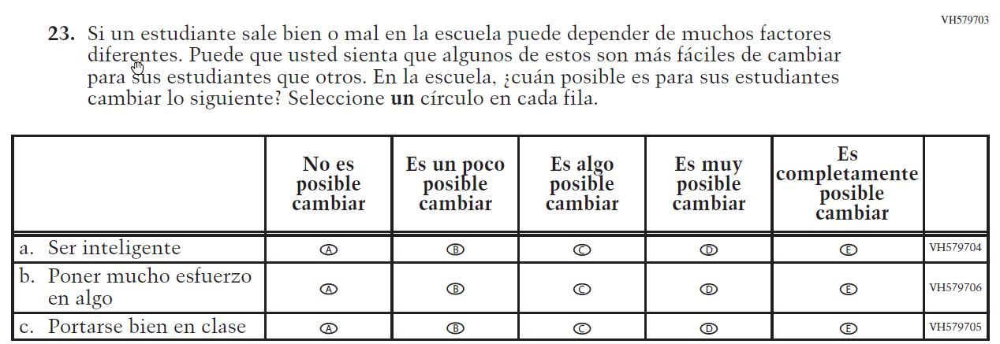 VH579703
23. Si un estudiante sale bien o mal en la escuela puede depender de muchos factores
diferentes. Puede que usted sienta que algunos de estos son más fáciles de cambiar
para sus estudiantes que otros. En la escuela, ¿cuán posible es para sus estudiantes
cambiar lo siguiente? Seleccione un círculo en cada fila.
No es posible cambiar
Es un poco posible cambiar
Es algo posible cambiar
Es muy posible cambiar
Es completamente posible cambiar
a. Ser inteligente A B C D E VH579704
b. Poner mucho esfuerzo
en algo A B C D E VH579706
c. Portarse bien en clase A B C D E VH579705